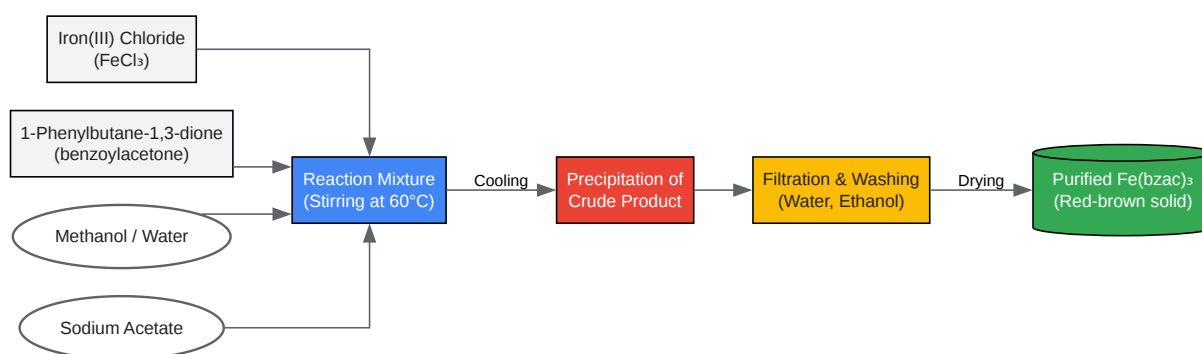 Iron(III) Chloride
(FeCl₃)
1-Phenylbutane-1,3-dione
(benzoylacetone)
Methanol / Water
Sodium Acetate
Reaction Mixture
(Stirring at 60°C)
Cooling
Precipitation of
Crude Product
Filtration & Washing
(Water, Ethanol)
Drying
Purified Fe(bzac)₃
(Red-brown solid)